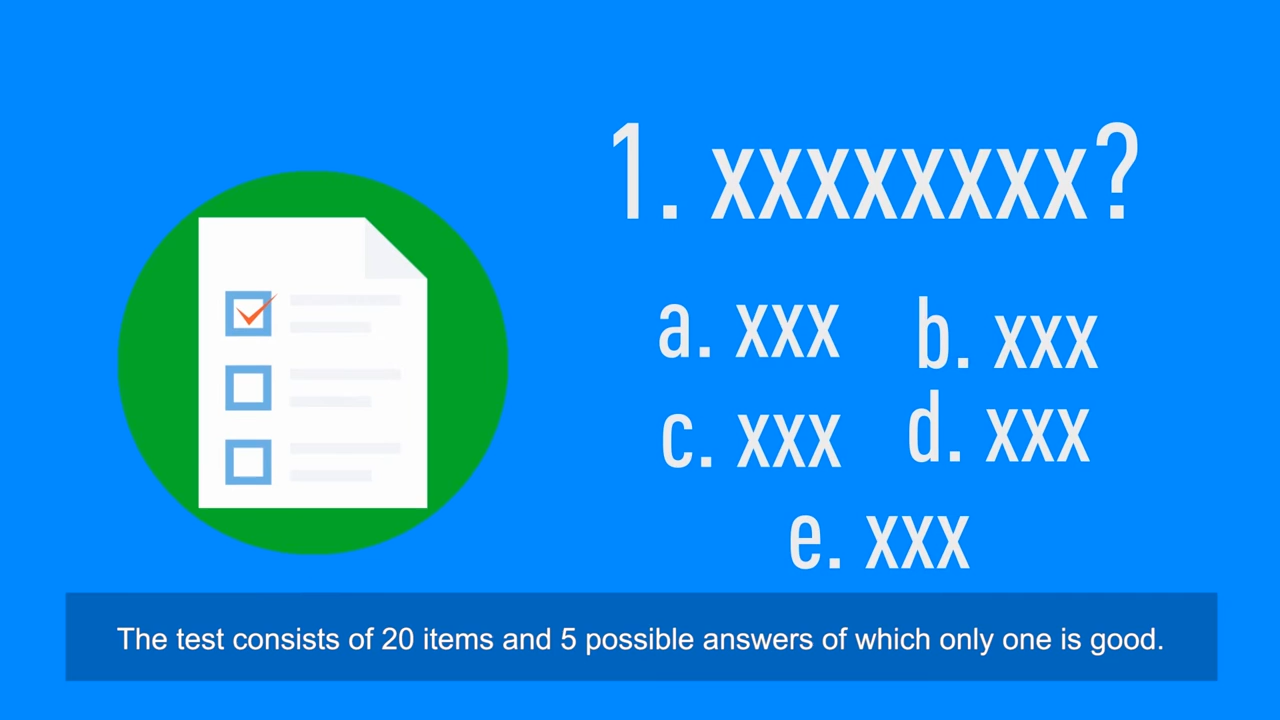 1. xxxxxxxx?
a. xxx b. xxx
c. xxx d. xxx
e. xxx
The test consists of 20 items and 5 possible answers of which only one is good.